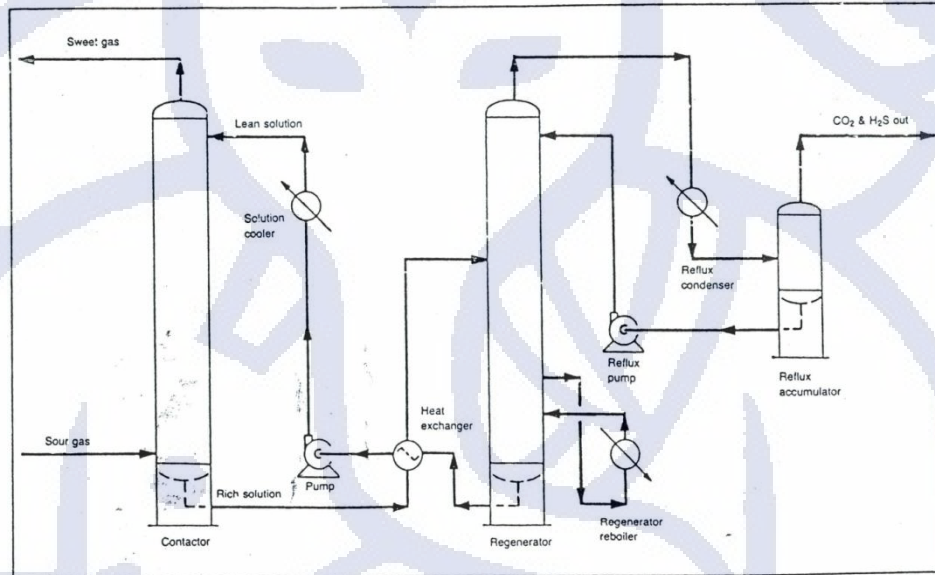 Sweet gas
Lean solution
CO₂ & H₂S out
Solution
cooler
Reflux
condenser
Reflux
pump
Reflux
accumulator
Heat
exchanger
Sour gas
Pump
Rich solution
Regenerator
reboiler
Contactor
Regenerator